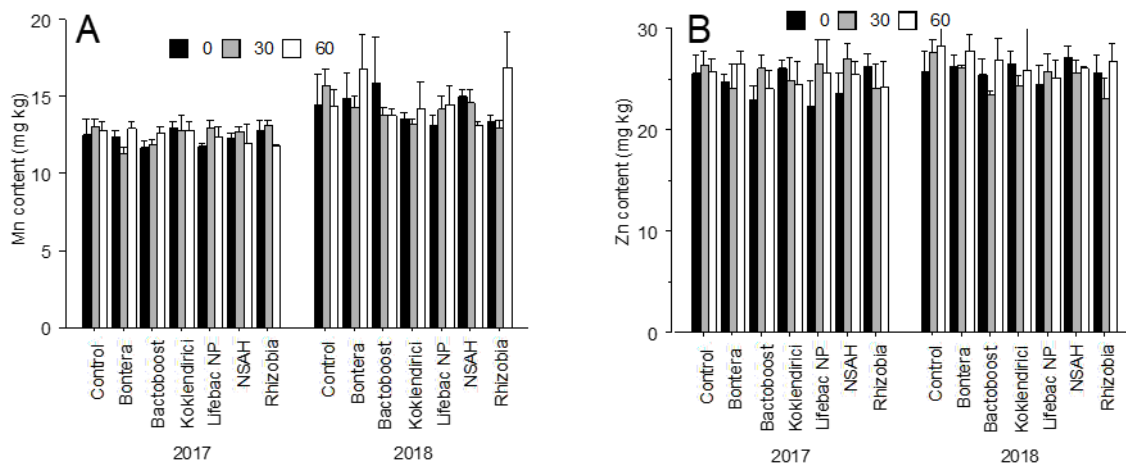 A
0 30 60
Mn content (mg kg)
20
15
10
5
0
Control
Bontera
Bactoboost
Koklendirici
Lifebac NP
NSAH
Rhizobia
Control
Bontera
Bactoboost
Koklendirici
Lifebac NP
NSAH
Rhizobia
2017 2018
B
0 30 60
Zn content (mg kg)
30
20
10
0
Control
Bontera
Bactoboost
Koklendirici
Lifebac NP
NSAH
Rhizobia
Control
Bontera
Bactoboost
Koklendirici
Lifebac NP
NSAH
Rhizobia
2017 2018